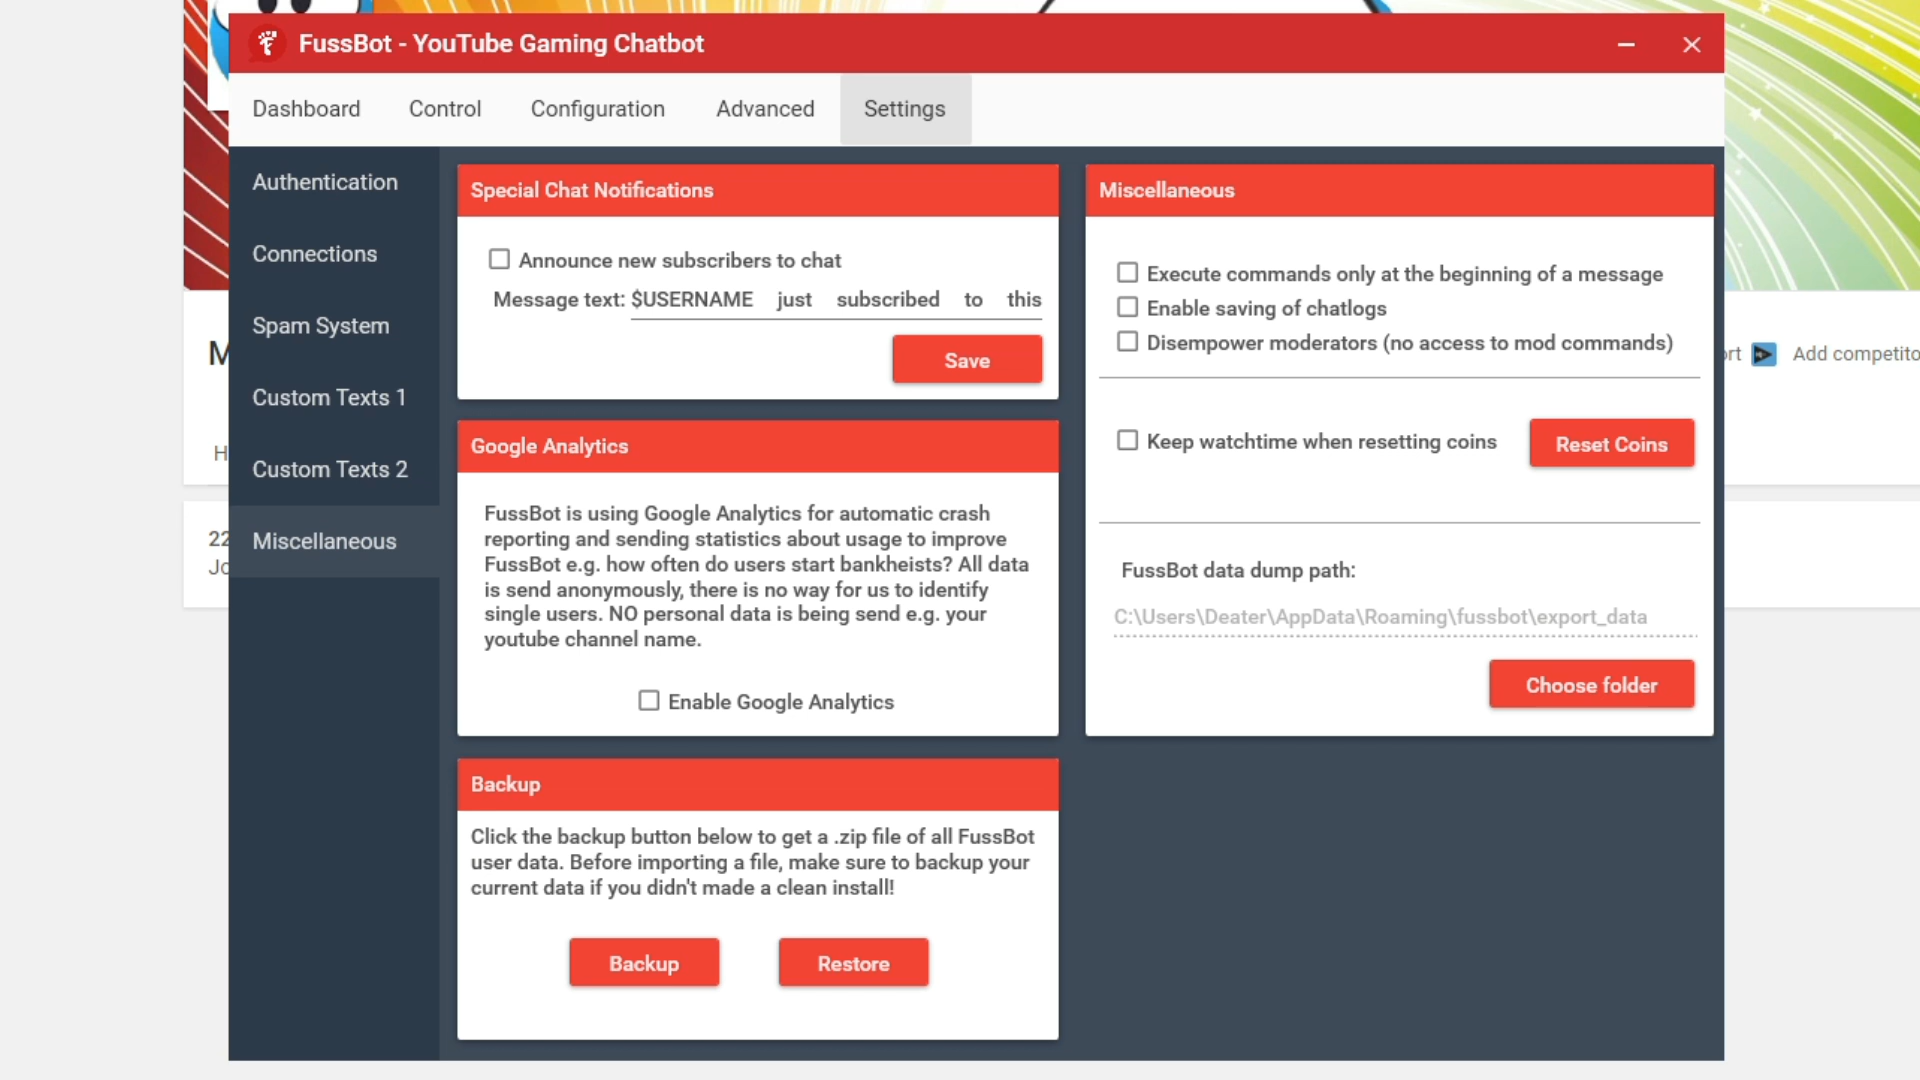 FussBot - YouTube Gaming Chatbot
Dashboard Control Configuration Advanced Settings
Authentication
Connections
Spam System
Custom Texts 1
Custom Texts 2
Miscellaneous
Special Chat Notifications
Announce new subscribers to chat
Message text: $USERNAME just subscribed to this
Save
Google Analytics
FussBot is using Google Analytics for automatic crash
reporting and sending statistics about usage to improve
FussBot e.g. how often do users start bankheists? All data
is send anonymously, there is no way for us to identify
single users. NO personal data is being send e.g. your
youtube channel name.
Enable Google Analytics
Backup
Click the backup button below to get a .zip file of all FussBot
user data. Before importing a file, make sure to backup your
current data if you didn't made a clean install!
Backup Restore
Miscellaneous
Execute commands only at the beginning of a message
Enable saving of chatlogs
Disempower moderators (no access to mod commands)
Keep watchtime when resetting coins
Reset Coins
FussBot data dump path:
C:\Users\Deater\AppData\Roaming\fussbot\export_data
Choose folder
M
H
22
Jo
ort Add competito